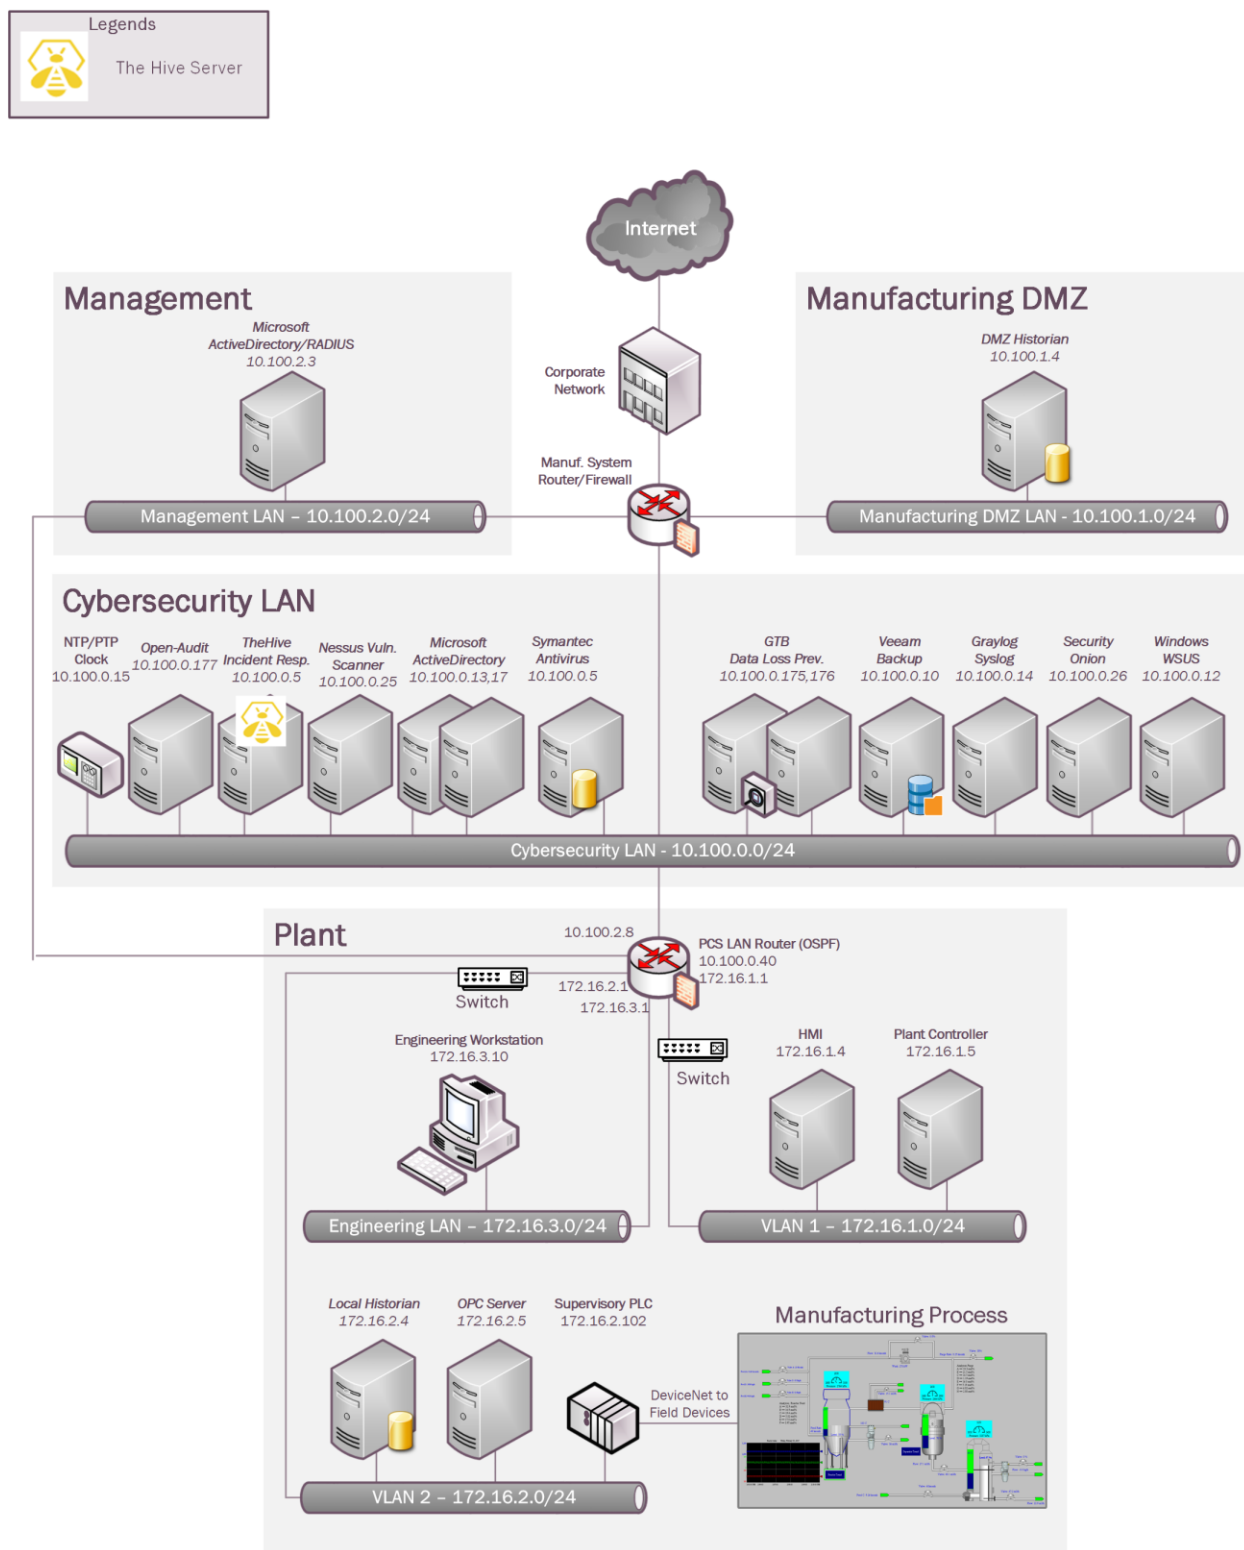 Legends
The Hive Server
Internet
Management
Microsoft
ActiveDirectory/RADIUS
10.100.2.3
Management LAN – 10.100.2.0/24
Corporate
Network
Manuf. System
Router/Firewall
Manufacturing DMZ
DMZ Historian
10.100.1.4
Manufacturing DMZ LAN - 10.100.1.0/24
Cybersecurity LAN
NTP/PTP
Clock
10.100.0.15
Open-Audit
10.100.0.177
TheHive
Incident Resp.
10.100.0.5
Nessus Vuln.
Scanner
10.100.0.25
Microsoft
ActiveDirectory
10.100.0.13,17
Symantec
Antivirus
10.100.0.5
GTB
Data Loss Prev.
10.100.0.175,176
Veeam
Backup
10.100.0.10
Graylog
Syslog
10.100.0.14
Security
Onion
10.100.0.26
Windows
WSUS
10.100.0.12
Cybersecurity LAN - 10.100.0.0/24
Plant
10.100.2.8
PCS LAN Router (OSPF)
10.100.0.40
172.16.1.1
172.16.2.1
172.16.3.1
Switch
Switch
Engineering Workstation
172.16.3.10
HMI
172.16.1.4
Plant Controller
172.16.1.5
Engineering LAN – 172.16.3.0/24
VLAN 1 – 172.16.1.0/24
Local Historian
172.16.2.4
OPC Server
172.16.2.5
Supervisory PLC
172.16.2.102
Manufacturing Process
DeviceNet to
Field Devices
VLAN 2 – 172.16.2.0/24